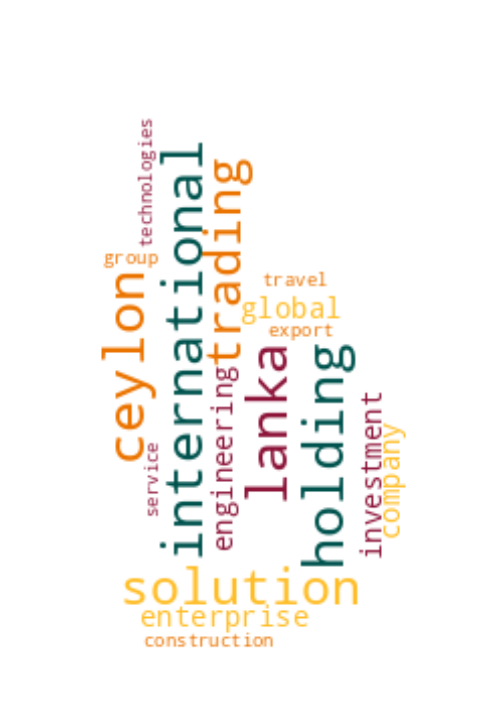 technologies
international
trading
group
ceylon
travel
global
export
lanka
holding
engineering
investment
company
service
solution
enterprise
construction